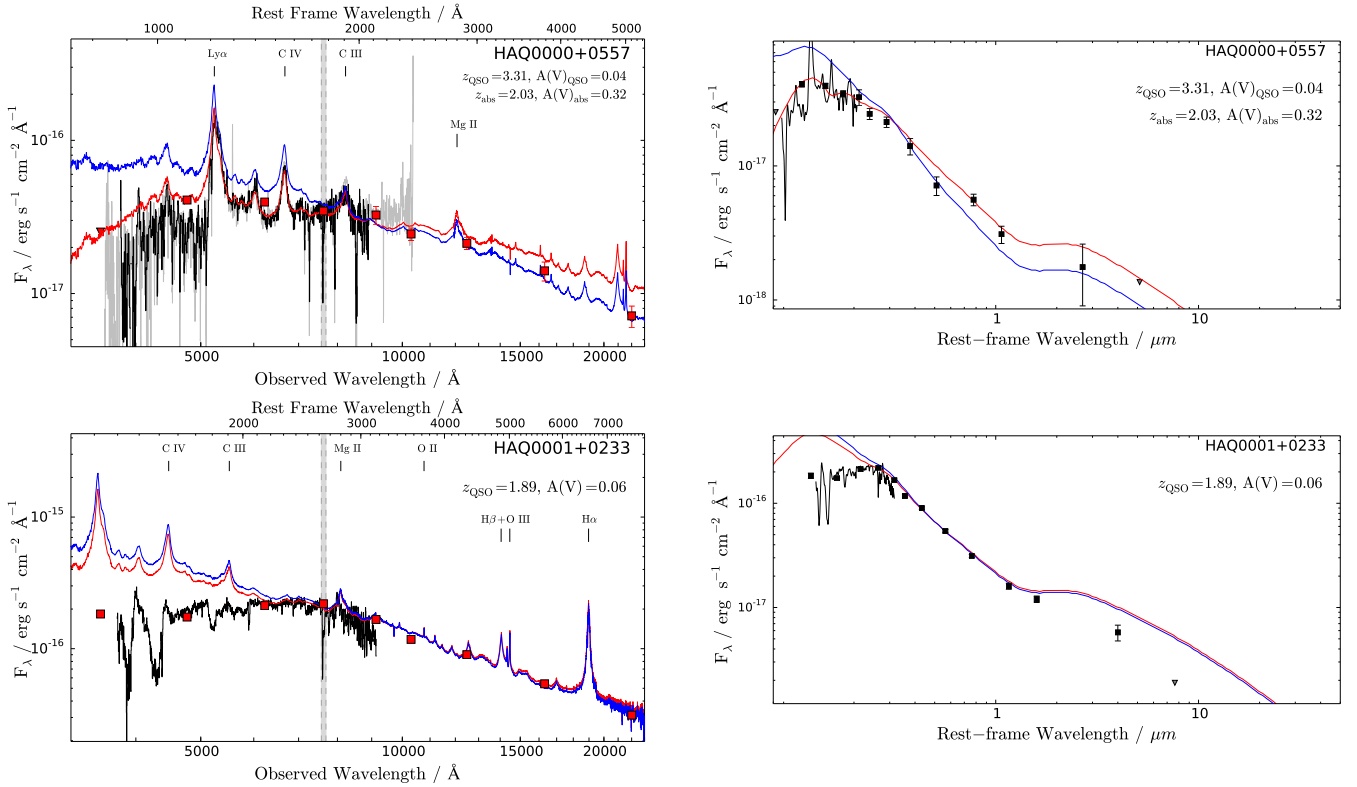 Rest Frame Wavelength / Å
1000 2000 3000 4000 5000
HAQ0000+0557
z_QSO=3.31, A(V)_QSO=0.04
z_abs=2.03, A(V)_abs=0.32
Lyα
C IV
C III
Mg II
F_λ / erg s⁻¹ cm⁻² Å⁻¹
10⁻¹⁶
10⁻¹⁷
5000 10000 15000 20000
Observed Wavelength / Å
HAQ0000+0557
z_QSO=3.31, A(V)_QSO=0.04
z_abs=2.03, A(V)_abs=0.32
F_λ / erg s⁻¹ cm⁻² Å⁻¹
10⁻¹⁷
10⁻¹⁸
1 10
Rest−frame Wavelength / μm
Rest Frame Wavelength / Å
2000 3000 4000 5000 6000 7000
HAQ0001+0233
C IV
C III
Mg II
O II
z_QSO=1.89, A(V)=0.06
Hβ+O III
Hα
F_λ / erg s⁻¹ cm⁻² Å⁻¹
10⁻¹⁵
10⁻¹⁶
5000 10000 15000 20000
Observed Wavelength / Å
HAQ0001+0233
z_QSO=1.89, A(V)=0.06
F_λ / erg s⁻¹ cm⁻² Å⁻¹
10⁻¹⁶
10⁻¹⁷
1 10
Rest−frame Wavelength / μm